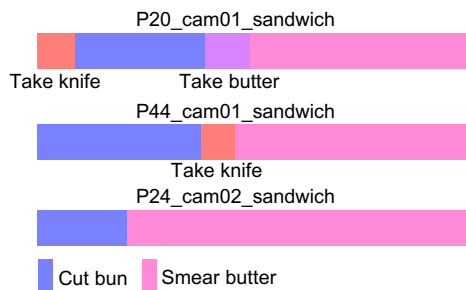 P20_cam01_sandwich
Take knife Take butter
P44_cam01_sandwich
Take knife
P24_cam02_sandwich
Cut bun Smear butter